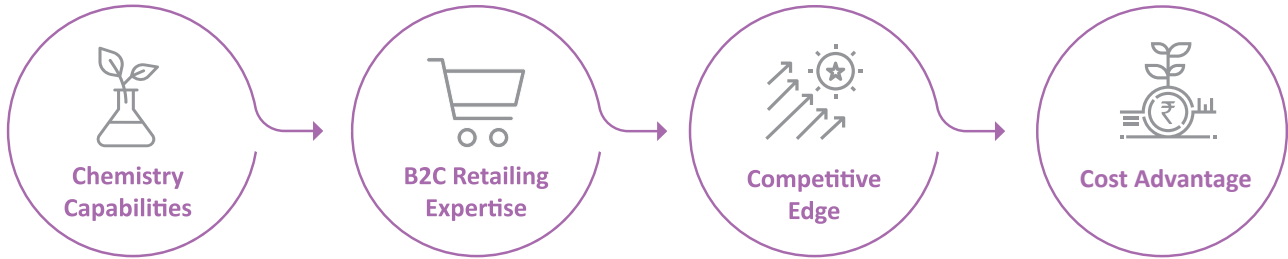 ₹
Chemistry
Capabilities
B2C Retailing
Expertise
Competitive
Edge
Cost Advantage